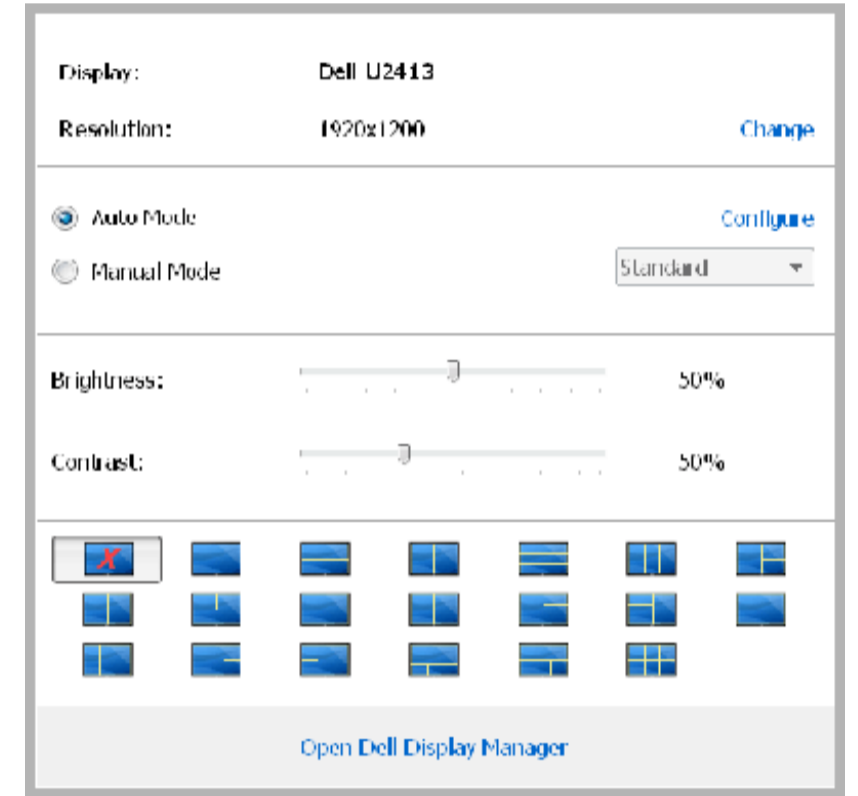 Display: Dell U2413
Resolution: 1920x1200 Change
Auto Mode Configure
Manual Mode Standard
Brightness: 50%
Contrast: 50%
X
Open Dell Display Manager